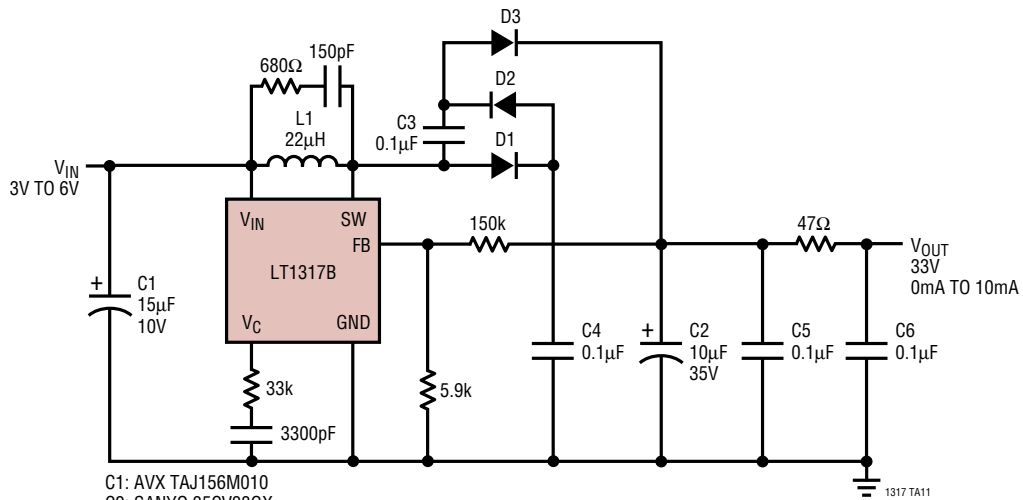 D3
150pF
680Ω
D2
L1
22µH
C3
0.1µF
D1
VIN
3V TO 6V
VIN
SW
150k
47Ω
FB
VOUT
33V
0mA TO 10mA
LT1317B
C1
15µF
10V
+
VC
GND
C4
0.1µF
+
C2
10µF
35V
C5
0.1µF
C6
0.1µF
33k
5.9k
3300pF
C1: AVX TAJ156M010
1317 TA11